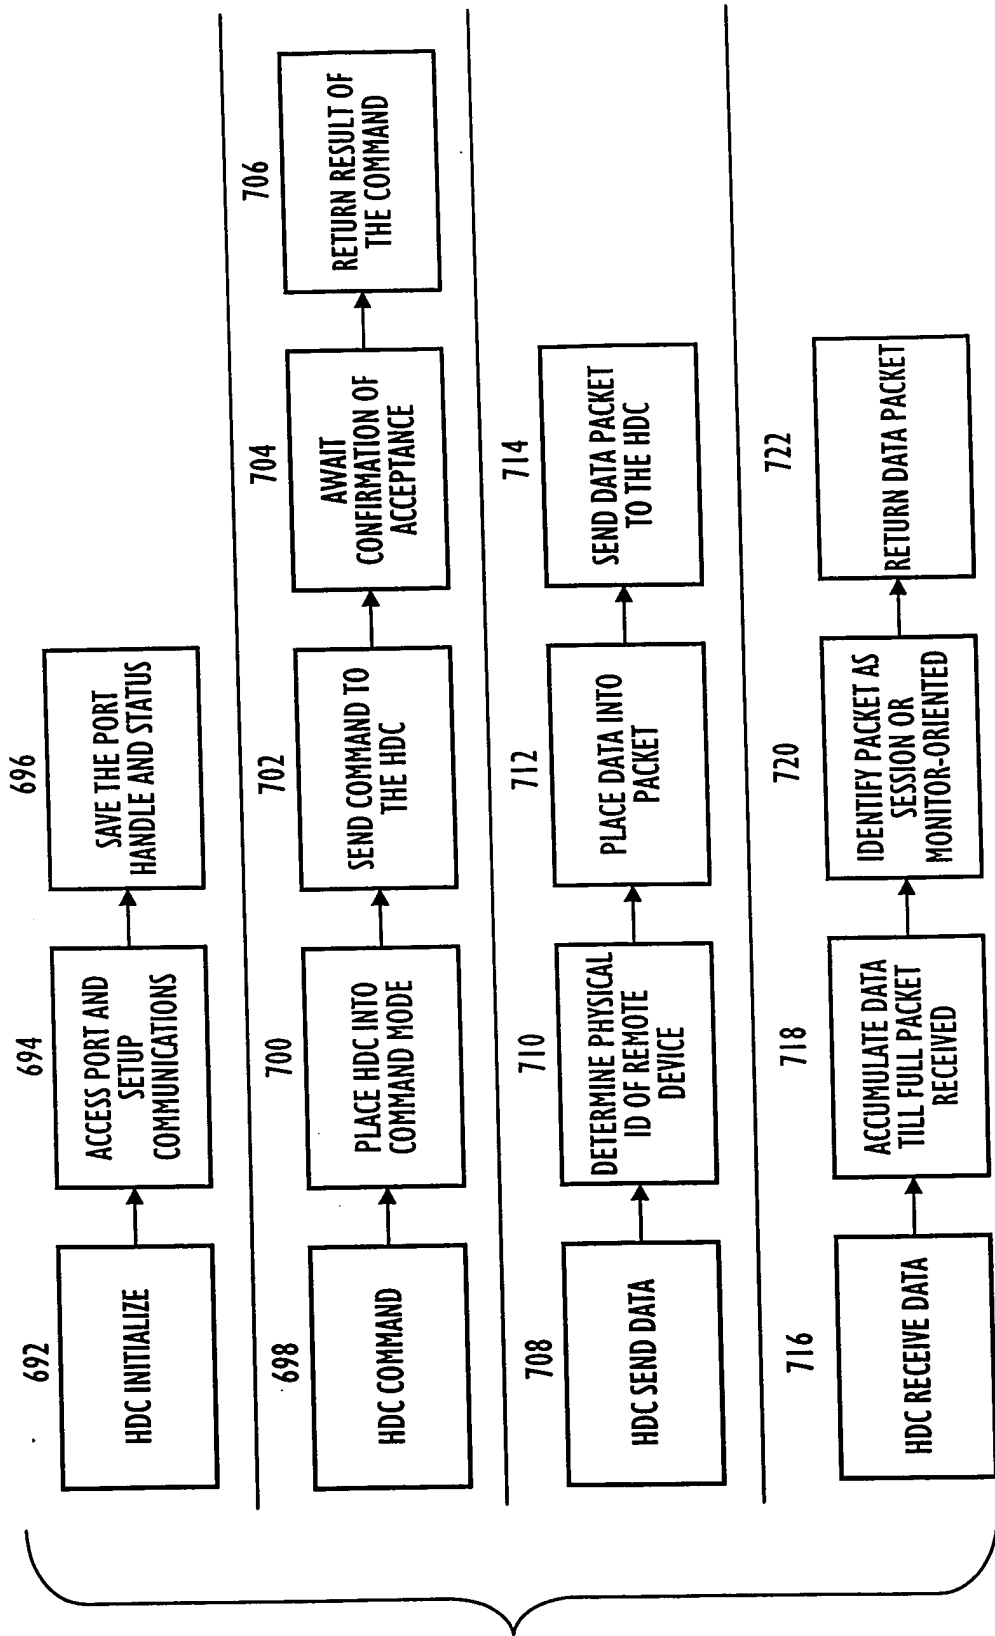 692
HDC INITIALIZE
694
ACCESS PORT AND
SETUP
COMMUNICATIONS
696
SAVE THE PORT
HANDLE AND STATUS
698
HDC COMMAND
700
PLACE HDC INTO
COMMAND MODE
702
SEND COMMAND TO
THE HDC
704
AWAIT
CONFIRMATION OF
ACCEPTANCE
706
RETURN RESULT OF
THE COMMAND
708
HDC SEND DATA
710
DETERMINE PHYSICAL
ID OF REMOTE
DEVICE
712
PLACE DATA INTO
PACKET
714
SEND DATA PACKET
TO THE HDC
716
HDC RECEIVE DATA
718
ACCUMULATE DATA
TILL FULL PACKET
RECEIVED
720
IDENTIFY PACKET AS
SESSION OR
MONITOR-ORIENTED
722
RETURN DATA PACKET